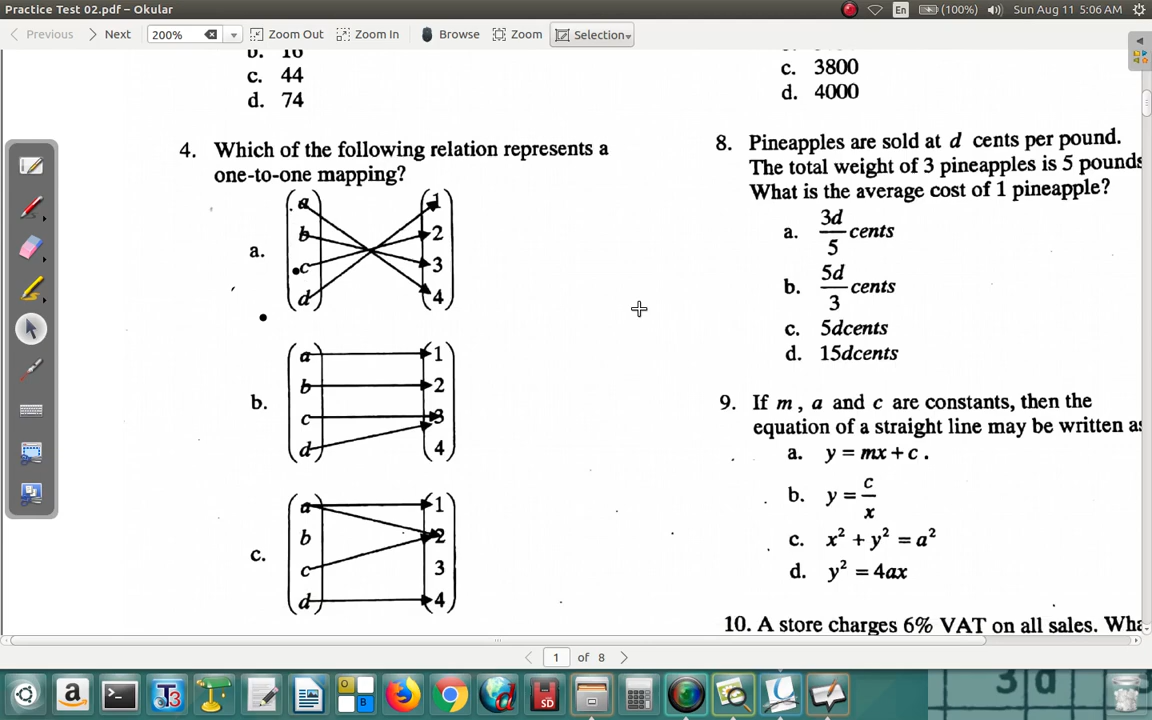 Practice Test 02.pdf – Okular
En (100%) Sun Aug 11 5:06 AM
Previous Next 200% Zoom Out Zoom In Browse Zoom Selection
b. 16
c. 44
d. 74
4. Which of the following relation represents a
one-to-one mapping?
a.
a 1
b 2
c 3
d 4
b.
a 1
b 2
c 3
d 4
c.
a 1
b 2
c 3
d 4
c. 3800
d. 4000
8. Pineapples are sold at d cents per pound.
The total weight of 3 pineapples is 5 pounds
What is the average cost of 1 pineapple?
a. 3d/5 cents
b. 5d/3 cents
c. 5dcents
d. 15dcents
9. If m , a and c are constants, then the
equation of a straight line may be written as
a. y = mx + c .
b. y = c/x
c. x² + y² = a²
d. y² = 4ax
10. A store charges 6% VAT on all sales. Wha
1 of 8
SD
3 d